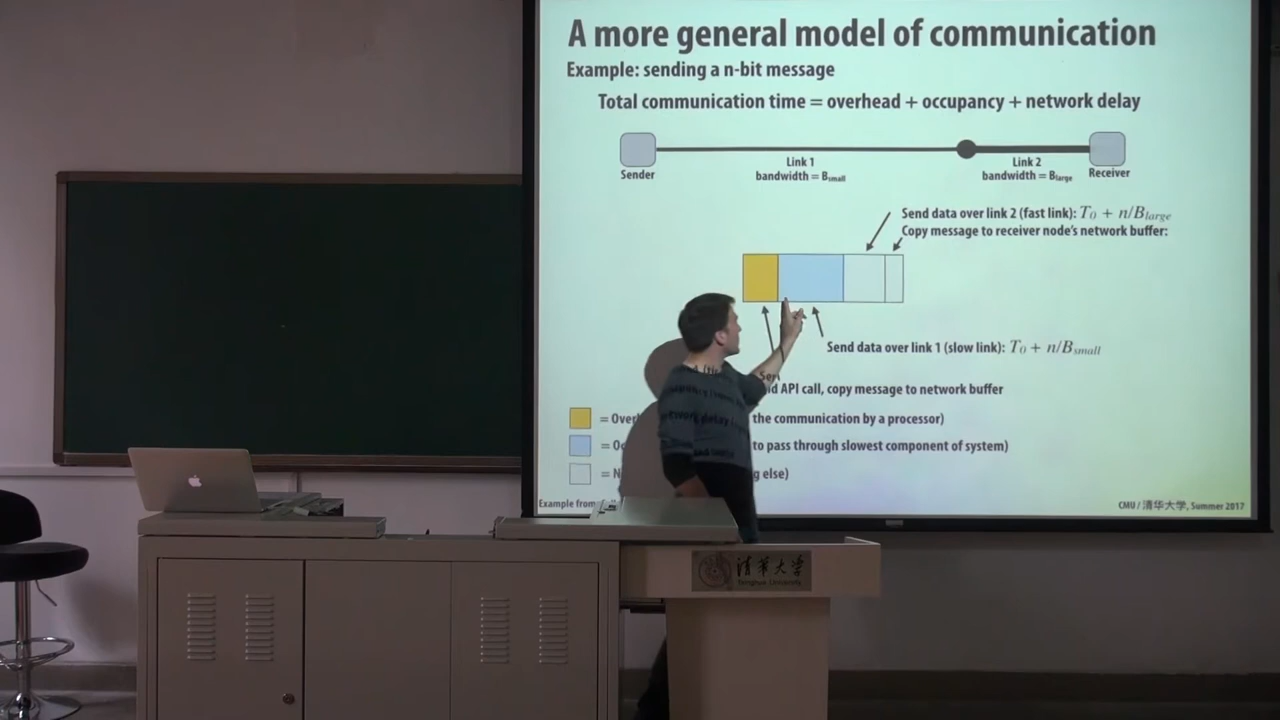 A more general model of communication
Example: sending a n-bit message
Total communication time = overhead + occupancy + network delay
Link 1
bandwidth = Bsmall
Link 2
bandwidth = Blarge
Sender
Receiver
Send data over link 2 (fast link): T0 + n/Blarge
Copy message to receiver node's network buffer:
Send data over link 1 (slow link): T0 + n/Bsmall
API call, copy message to network buffer
= Over
the communication by a processor)
to pass through slowest component of system)
= N
else)
Example from
CMU / 清华大学, Summer 2017
清华大学
Tsinghua University